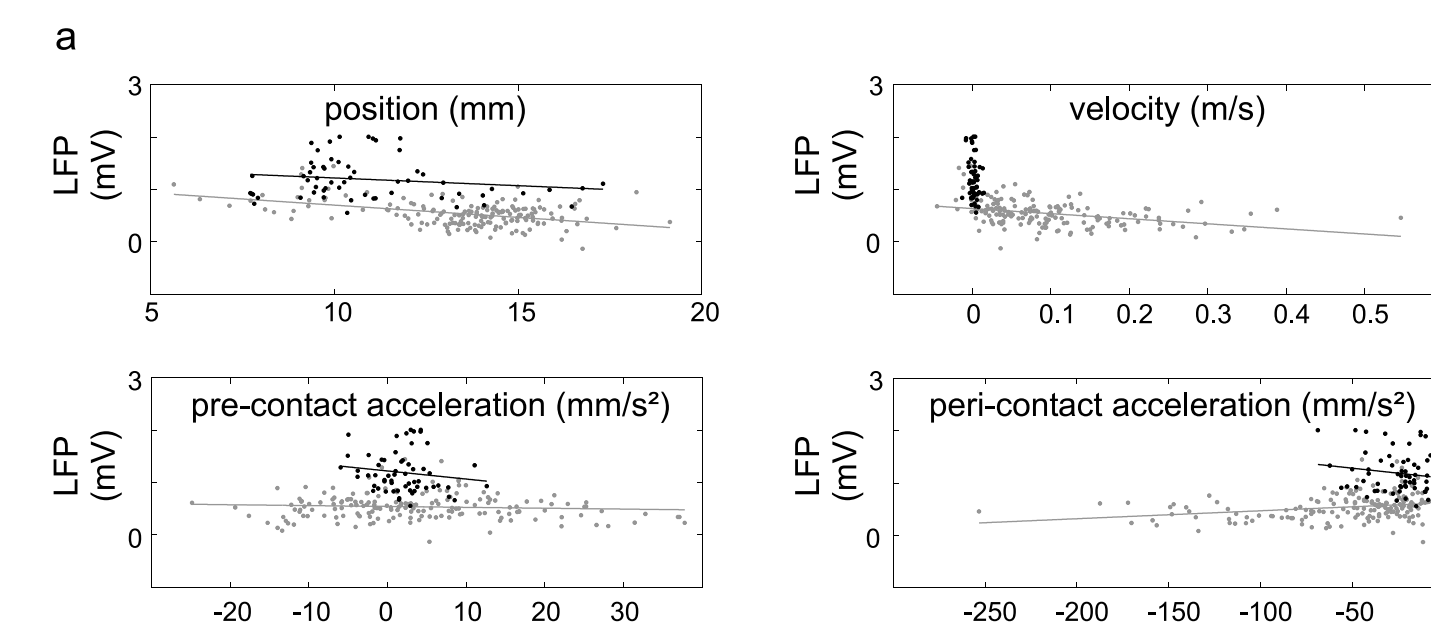 a
position (mm)
LFP
(mV)
3
0
5 10 15 20
velocity (m/s)
LFP
(mV)
3
0
0 0.1 0.2 0.3 0.4 0.5
pre-contact acceleration (mm/s²)
LFP
(mV)
3
0
-20 -10 0 10 20 30
peri-contact acceleration (mm/s²)
LFP
(mV)
3
0
-250 -200 -150 -100 -50